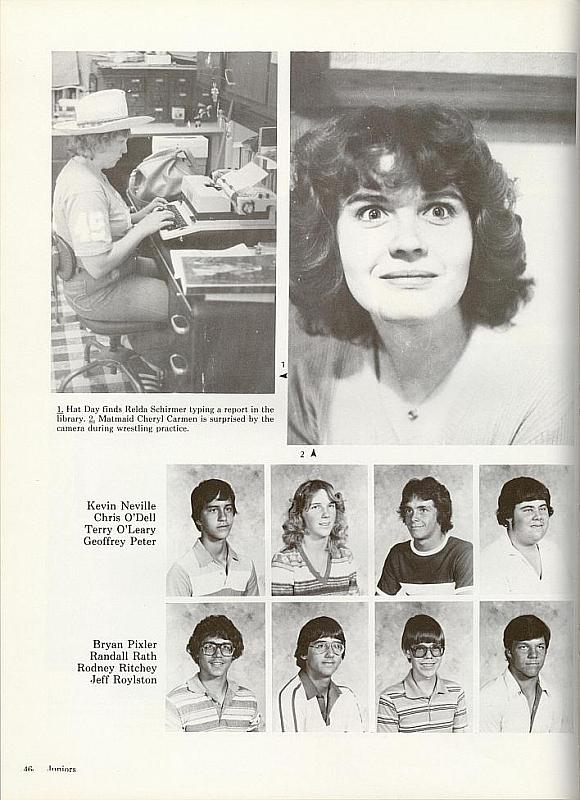 1
1. Hat Day finds Relda Schirmer typing a report in the
library. 2. Matmaid Cheryl Carmen is surprised by the
camera during wrestling practice.
2
Kevin Neville
Chris O'Dell
Terry O'Leary
Geoffrey Peter
Bryan Pixler
Randall Rath
Rodney Ritchey
Jeff Roylston
46 Juniors